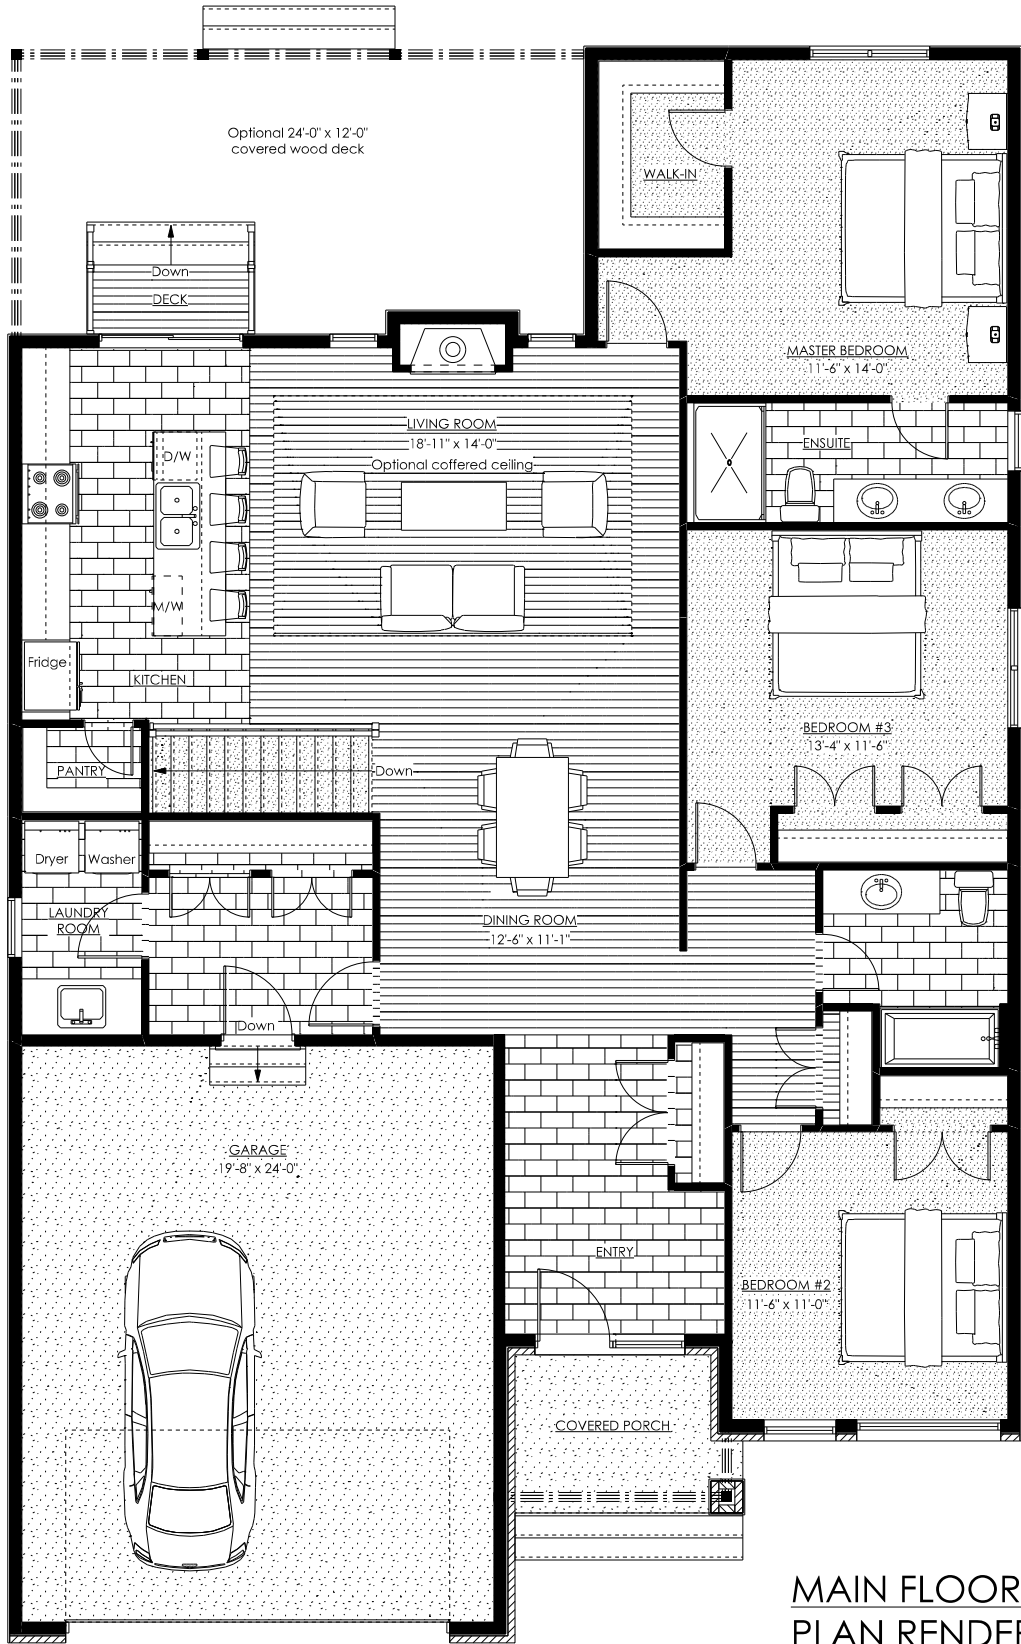 Optional 24'-0" x 12'-0"
covered wood deck
WALK-IN
Down
DECK
MASTER BEDROOM
11'-6" x 14'-0"
LIVING ROOM
18'-11" x 14'-0"
Optional coffered ceiling
ENSUITE
D/W
M/W
Fridge
KITCHEN
BEDROOM #3
13'-4" x 11'-6"
PANTRY
Down
Dryer
Washer
LAUNDRY
ROOM
DINING ROOM
12'-6" x 11'-1"
Down
GARAGE
19'-8" x 24'-0"
ENTRY
BEDROOM #2
11'-6" x 11'-0"
COVERED PORCH
MAIN FLOOR
PLAN RENDE